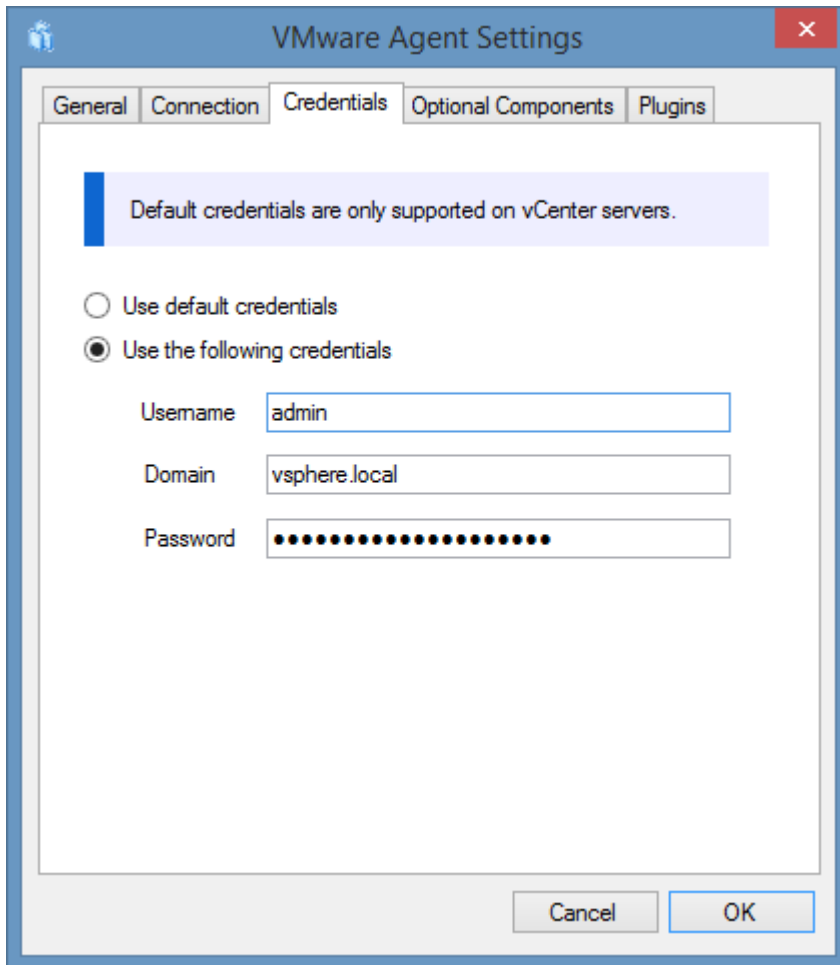 VMware Agent Settings
General Connection Credentials Optional Components Plugins
Default credentials are only supported on vCenter servers.
Use default credentials
Use the following credentials
Username admin
Domain vsphere.local
Password ●●●●●●●●●●●●●●●●●●●●●
Cancel OK